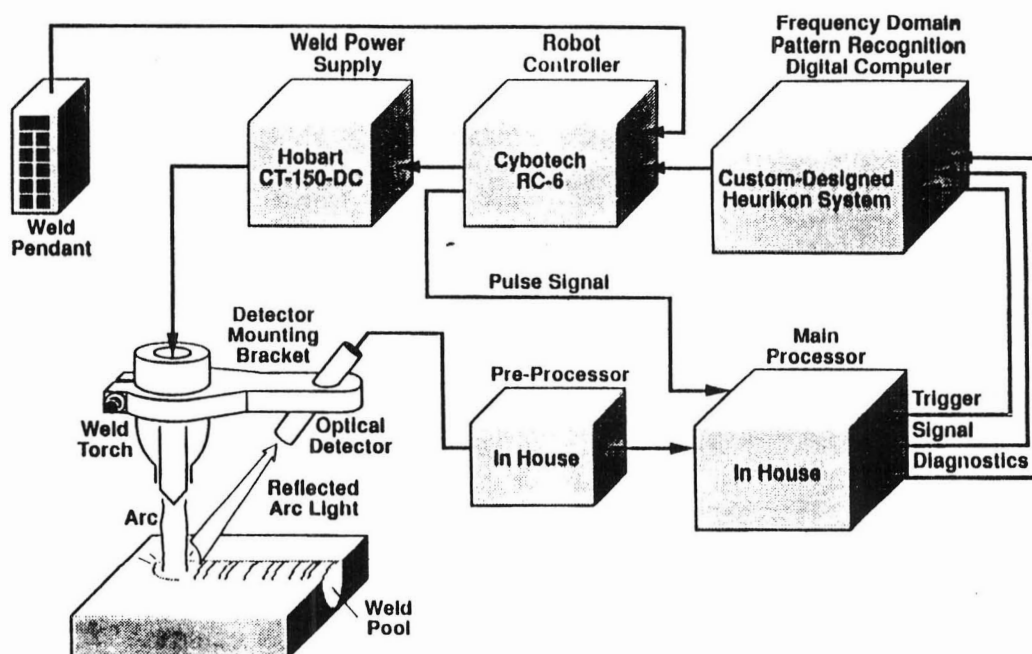 Weld Power
Supply
Robot
Controller
Frequency Domain
Pattern Recognition
Digital Computer
Hobart
CT-150-DC
Cybotech
RC-6
Custom-Designed
Heurikon System
Weld
Pendant
Pulse Signal
Detector
Mounting
Bracket
Main
Processor
Pre-Processor
Trigger
Signal
Diagnostics
Weld
Torch
Optical
Detector
In House
In House
Reflected
Arc Light
Arc
Weld
Pool